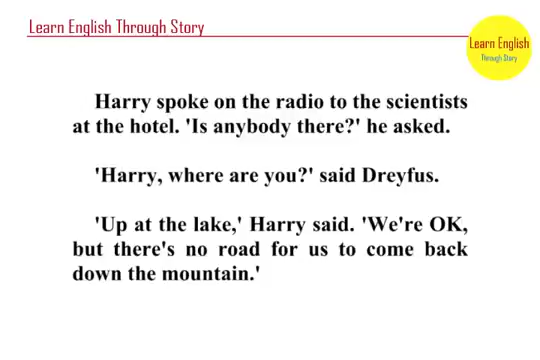 Learn English Through Story
Learn English
Through Story
Harry spoke on the radio to the scientists
at the hotel. 'Is anybody there?' he asked.
'Harry, where are you?' said Dreyfus.
'Up at the lake,' Harry said. 'We're OK,
but there's no road for us to come back
down the mountain.'